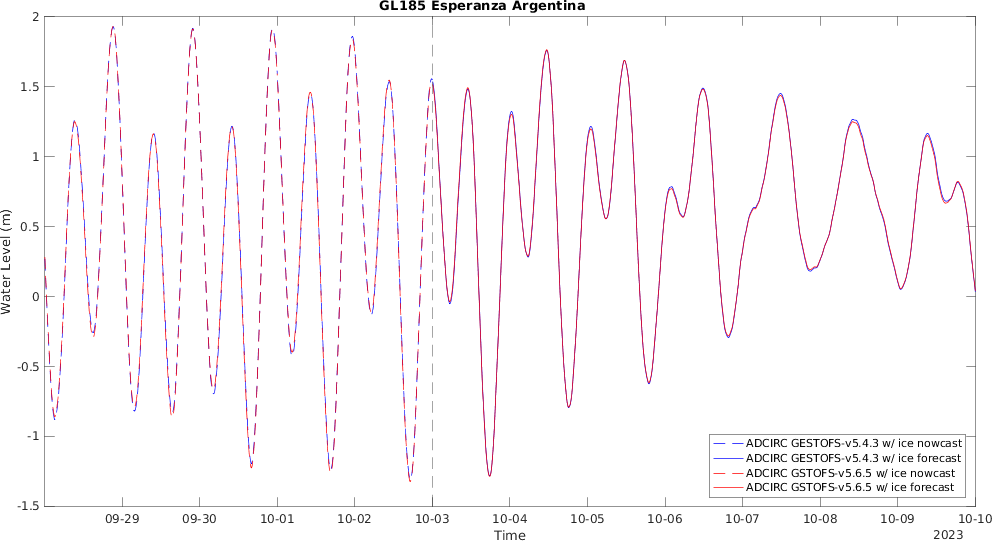 GL185 Esperanza Argentina
2
1.5
1
0.5
0
-0.5
-1
-1.5
Water Level (m)
ADCIRC GESTOFS-v5.4.3 w/ ice nowcast
ADCIRC GESTOFS-v5.4.3 w/ ice forecast
ADCIRC GSTOFS-v5.6.5 w/ ice nowcast
ADCIRC GSTOFS-v5.6.5 w/ ice forecast
09-29 09-30 10-01 10-02 10-03 10-04 10-05 10-06 10-07 10-08 10-09 10-10
Time
2023